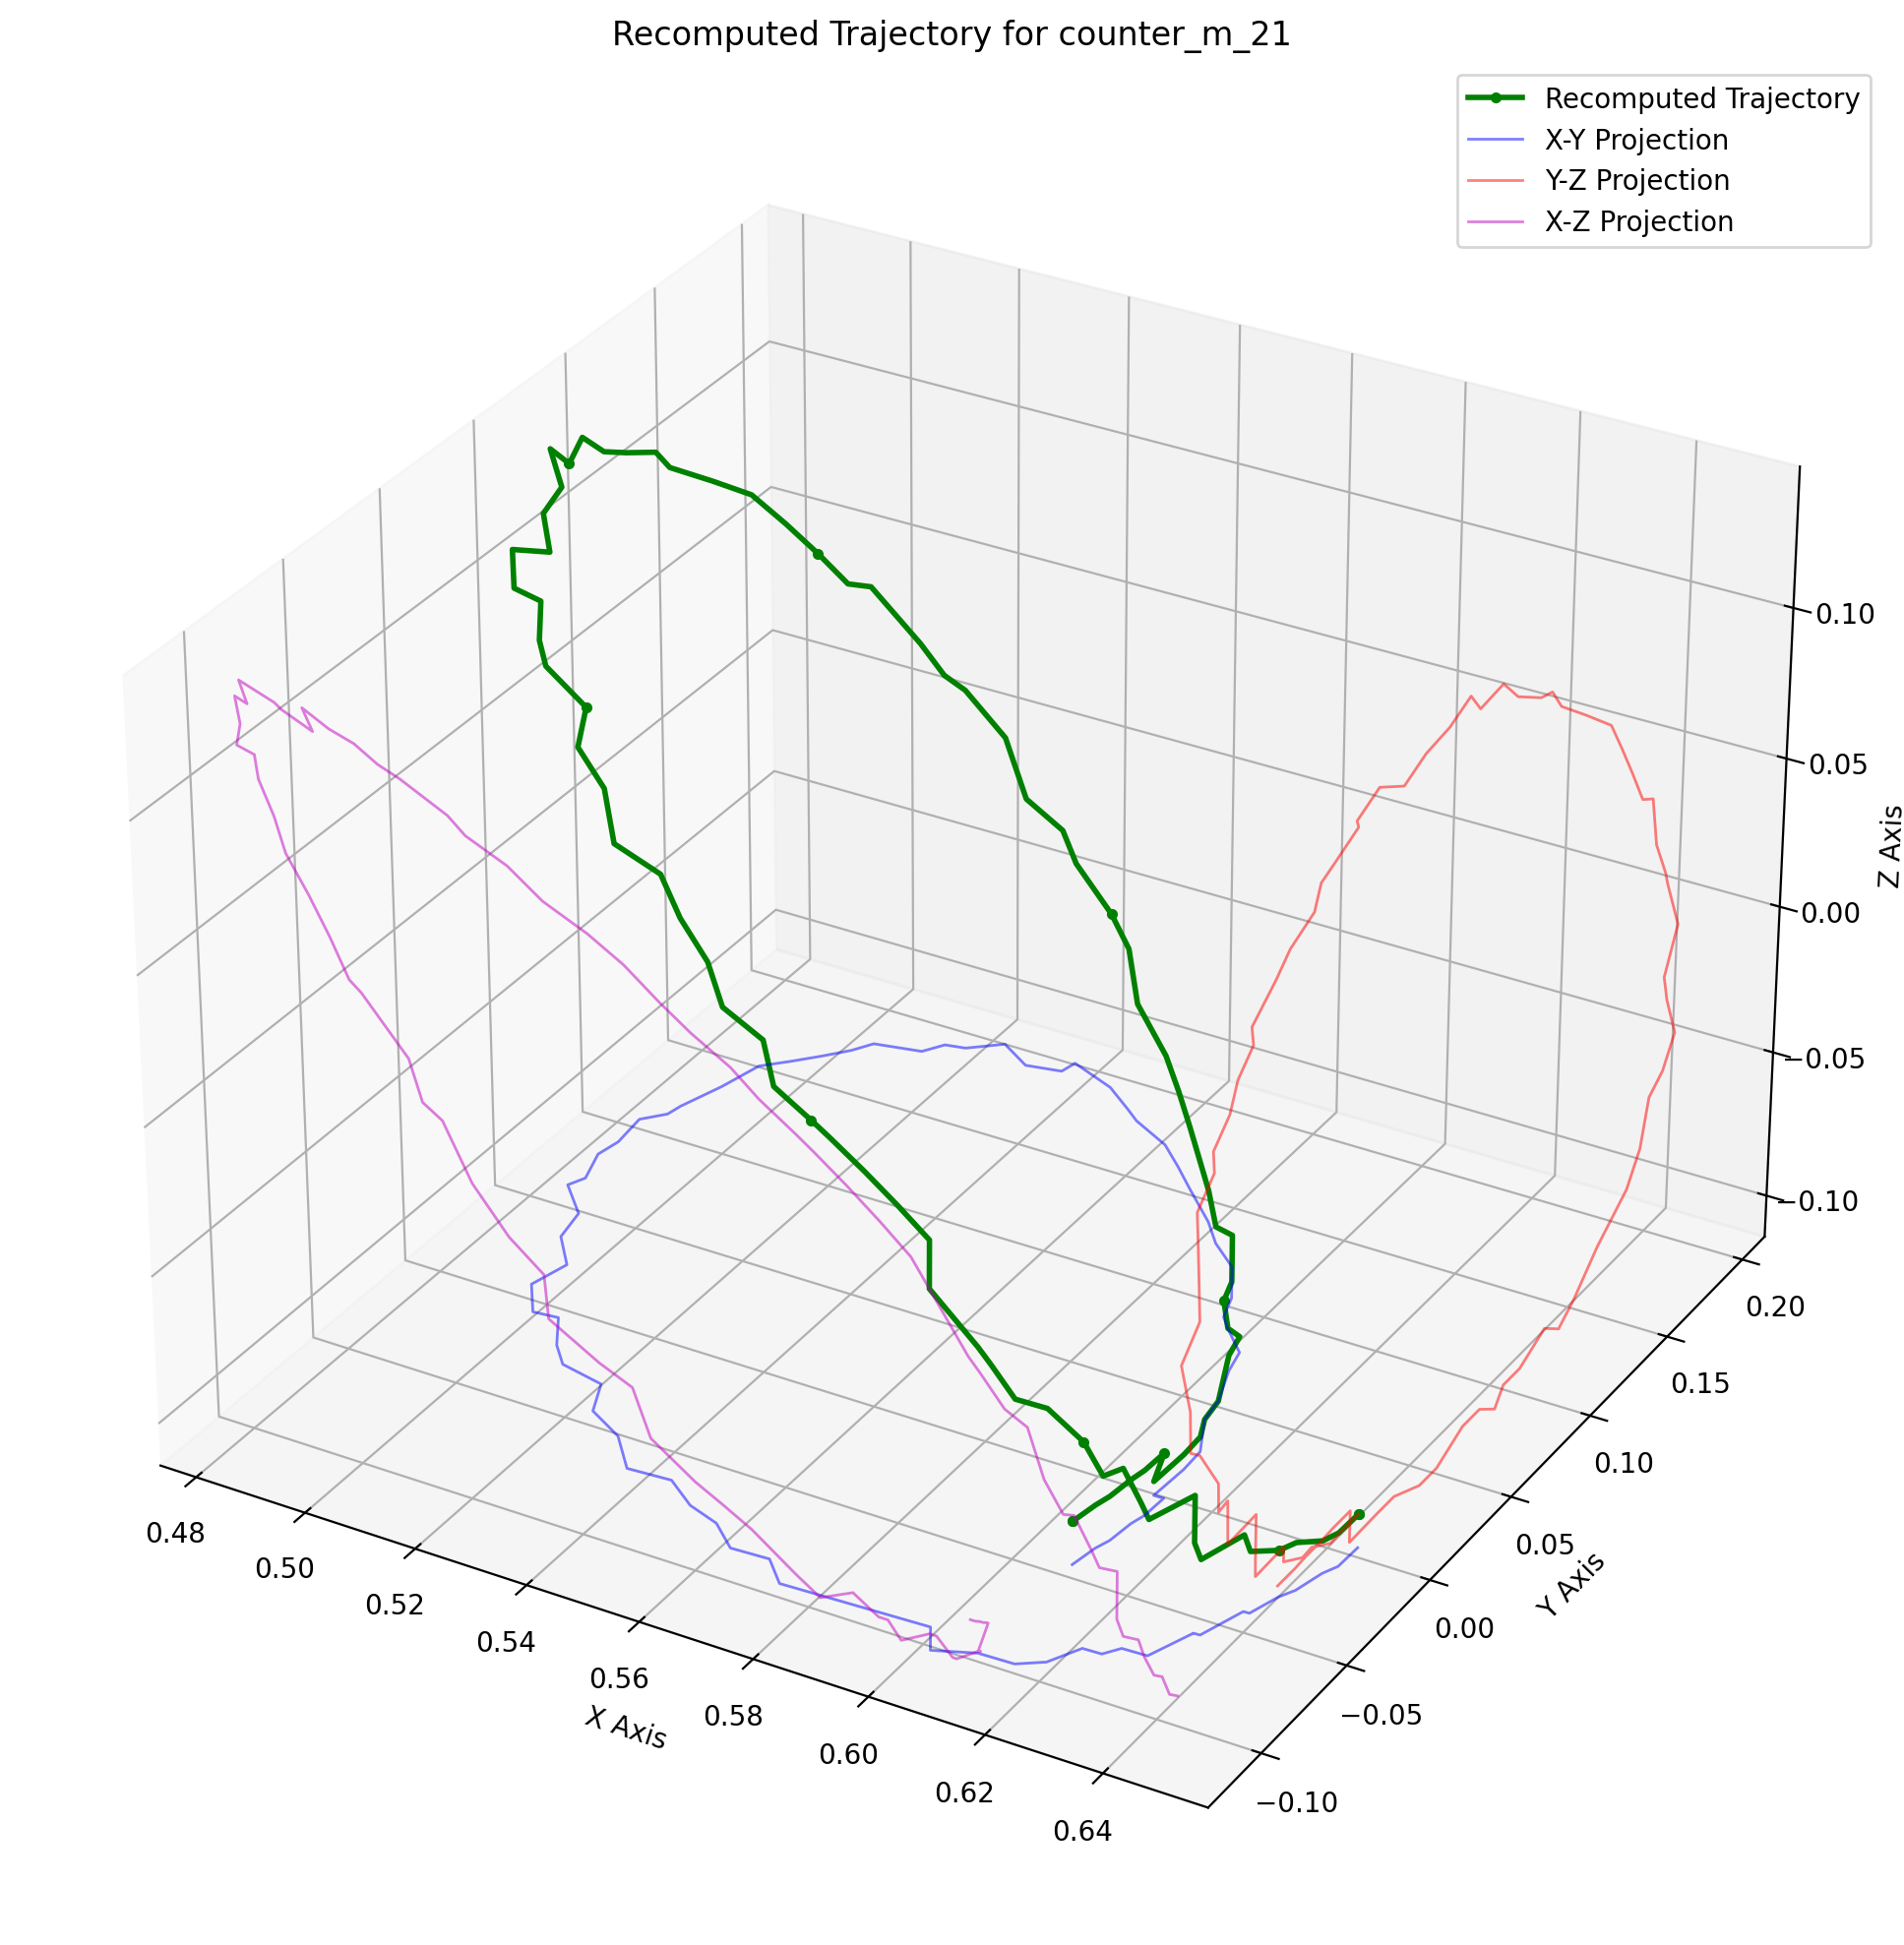 Recomputed Trajectory for counter_m_21
Recomputed Trajectory
X-Y Projection
Y-Z Projection
X-Z Projection
0.10
0.05
0.00
−0.05
−0.10
Z Axis
0.20
0.15
0.10
0.05
0.00
−0.05
−0.10
Y Axis
0.48
0.50
0.52
0.54
0.56
0.58
0.60
0.62
0.64
X Axis